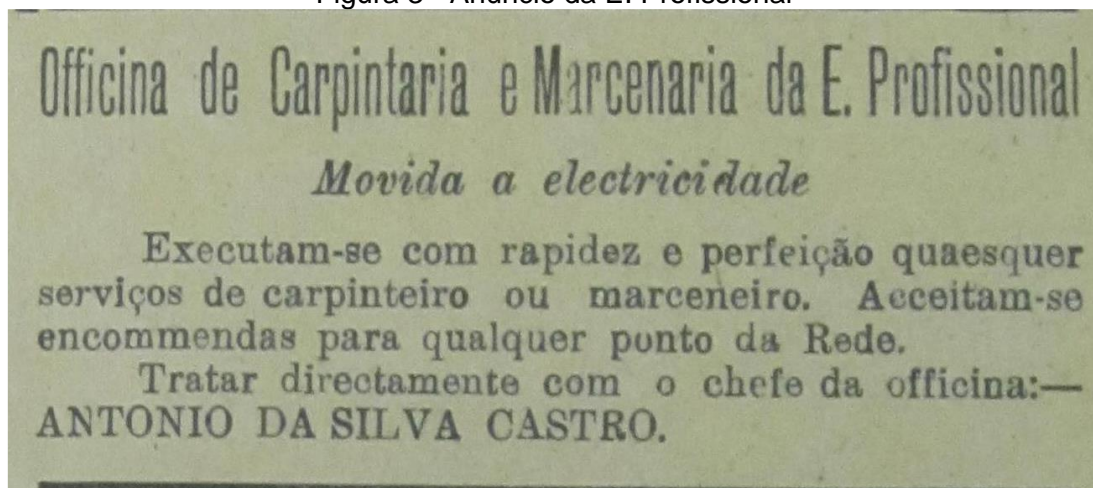 Officina de Carpintaria e Marcenaria da E. Profissional
Movida a electricidade
Executam-se com rapidez e perfeição quaesquer
serviços de carpinteiro ou marceneiro. Acceitam-se
encommendas para qualquer ponto da Rede.
Tratar directamente com o chefe da officina:—
ANTONIO DA SILVA CASTRO.